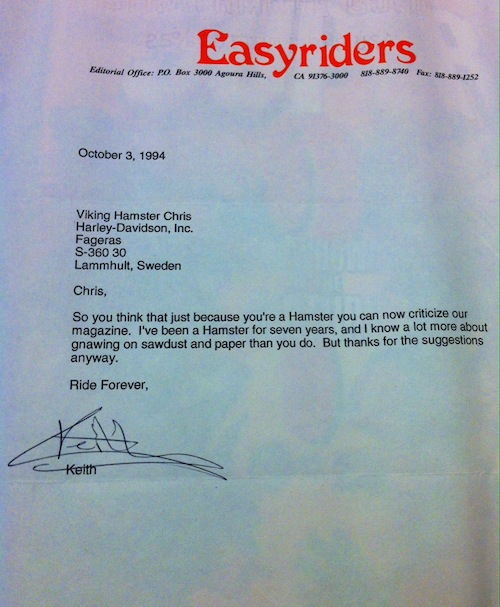 Easyriders
Editorial Office: P.O. Box 3000 Agoura Hills, CA 91376-3000 818-889-8740 Fax: 818-889-1252
October 3, 1994
Viking Hamster Chris
Harley-Davidson, Inc.
Fageras
S-360 30
Lammhult, Sweden
Chris,
So you think that just because you're a Hamster you can now criticize our
magazine. I've been a Hamster for seven years, and I know a lot more about
gnawing on sawdust and paper than you do. But thanks for the suggestions
anyway.
Ride Forever,
Keith
Keith